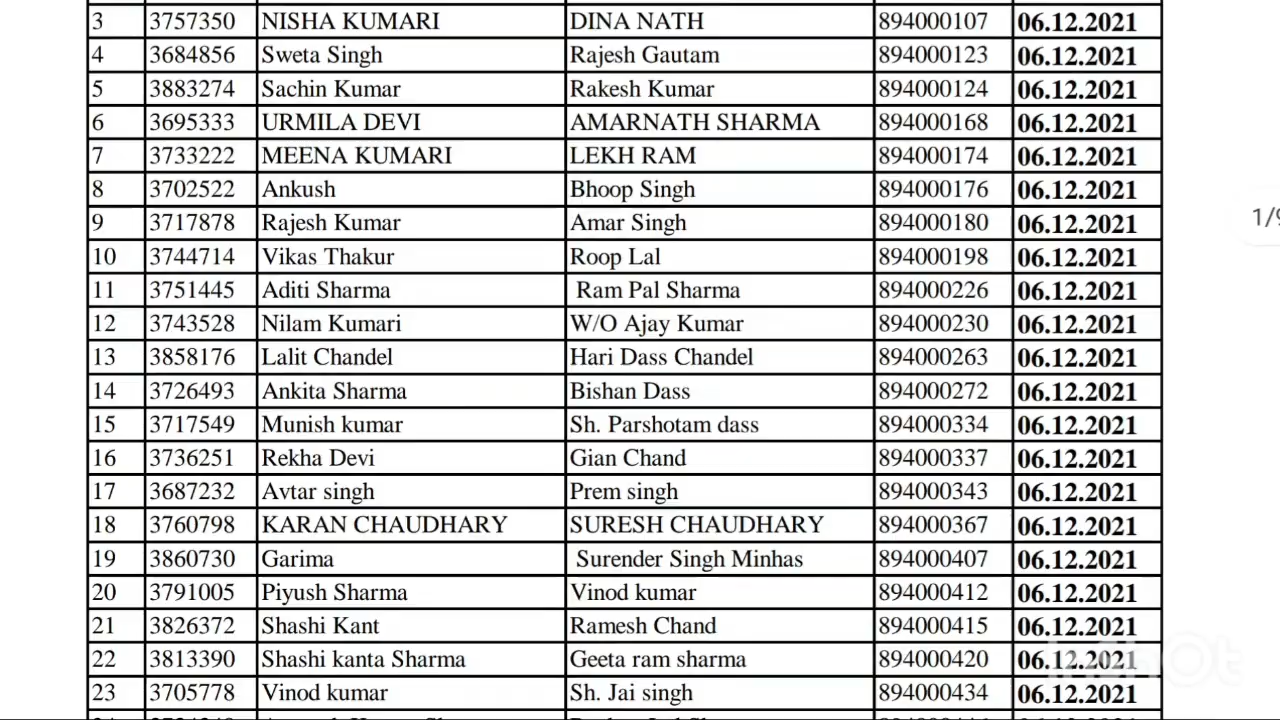 3 3757350 NISHA KUMARI DINA NATH 894000107 06.12.2021
4 3684856 Sweta Singh Rajesh Gautam 894000123 06.12.2021
5 3883274 Sachin Kumar Rakesh Kumar 894000124 06.12.2021
6 3695333 URMILA DEVI AMARNATH SHARMA 894000168 06.12.2021
7 3733222 MEENA KUMARI LEKH RAM 894000174 06.12.2021
8 3702522 Ankush Bhoop Singh 894000176 06.12.2021
9 3717878 Rajesh Kumar Amar Singh 894000180 06.12.2021
1/9
10 3744714 Vikas Thakur Roop Lal 894000198 06.12.2021
11 3751445 Aditi Sharma Ram Pal Sharma 894000226 06.12.2021
12 3743528 Nilam Kumari W/O Ajay Kumar 894000230 06.12.2021
13 3858176 Lalit Chandel Hari Dass Chandel 894000263 06.12.2021
14 3726493 Ankita Sharma Bishan Dass 894000272 06.12.2021
15 3717549 Munish kumar Sh. Parshotam dass 894000334 06.12.2021
16 3736251 Rekha Devi Gian Chand 894000337 06.12.2021
17 3687232 Avtar singh Prem singh 894000343 06.12.2021
18 3760798 KARAN CHAUDHARY SURESH CHAUDHARY 894000367 06.12.2021
19 3860730 Garima Surender Singh Minhas 894000407 06.12.2021
20 3791005 Piyush Sharma Vinod kumar 894000412 06.12.2021
21 3826372 Shashi Kant Ramesh Chand 894000415 06.12.2021
22 3813390 Shashi kanta Sharma Geeta ram sharma 894000420 06.12.2021
InShOt
23 3705778 Vinod kumar Sh. Jai singh 894000434 06.12.2021